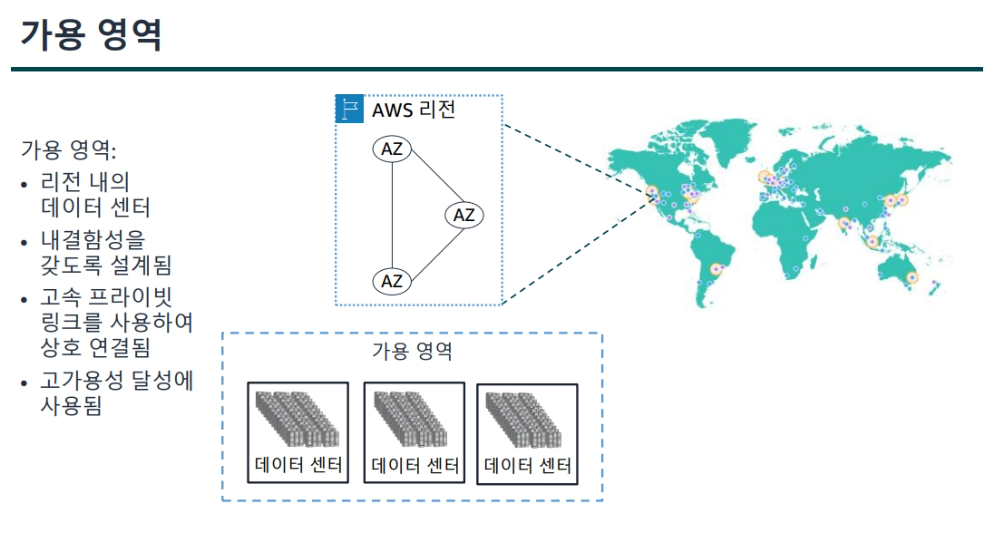 가용 영역
가용 영역:
• 리전 내의
데이터 센터
• 내결함성을
갖도록 설계됨
• 고속 프라이빗
링크를 사용하여
상호 연결됨
• 고가용성 달성에
사용됨
AWS 리전
AZ
AZ
AZ
가용 영역
데이터 센터
데이터 센터
데이터 센터